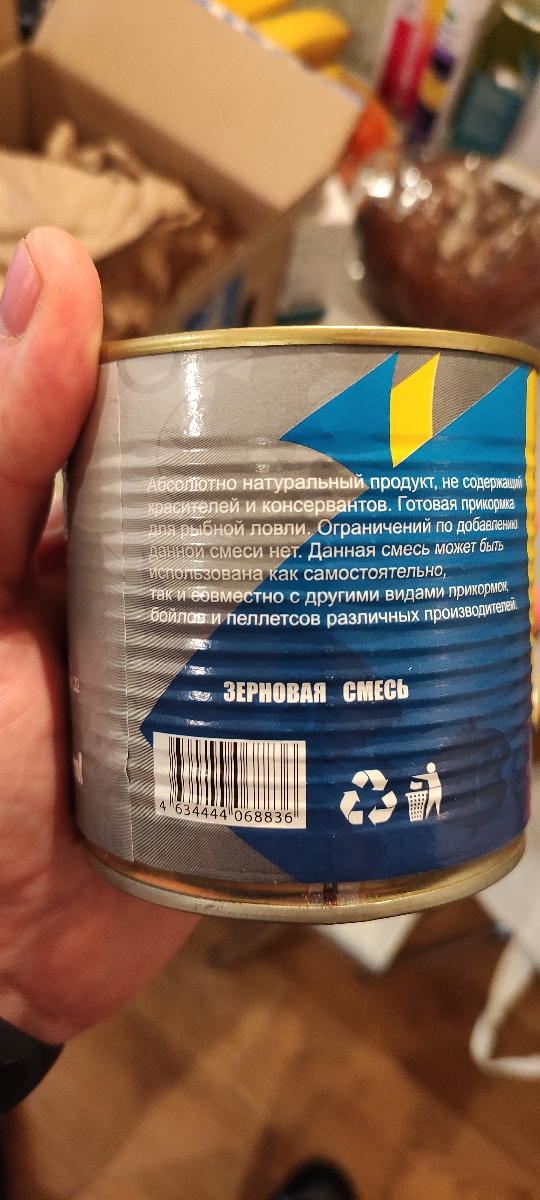 Абсолютно натуральный продукт, не содержащий
красителей и консервантов. Готовая прикормка
для рыбной ловли. Ограничений по добавлению
данной смеси нет. Данная смесь может быть
использована как самостоятельно,
так и совместно с другими видами прикормок,
бойлов и пеллетсов различных производителей.
ЗЕРНОВАЯ СМЕСЬ
4 634444 068836